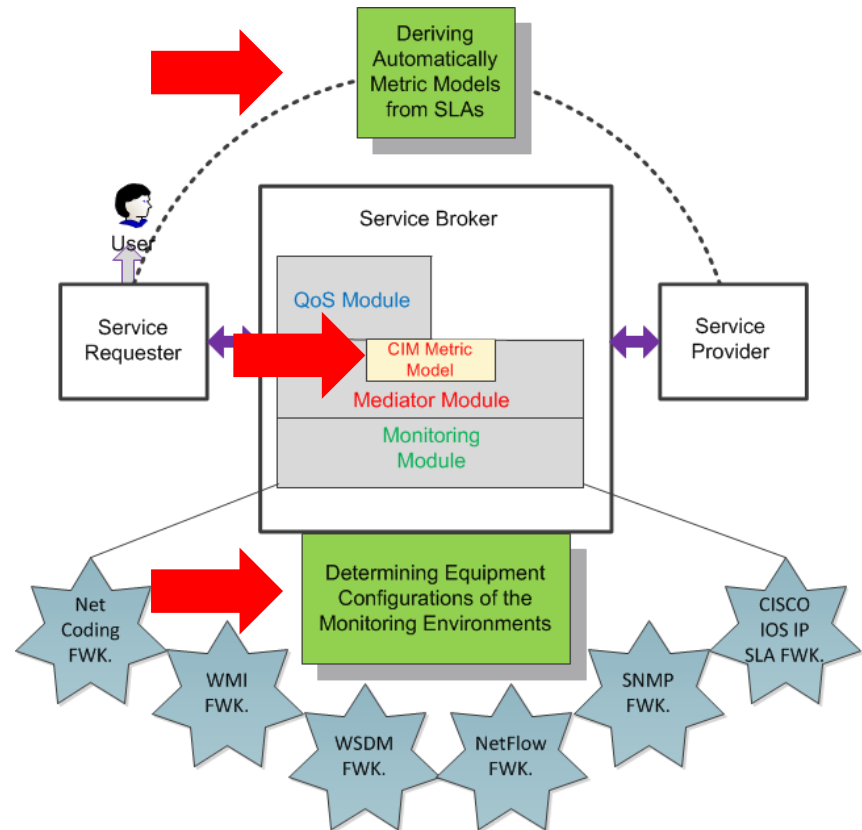 Deriving
Automatically
Metric Models
from SLAs
User
Service Broker
QoS Module
Service
Requester
CIM Metric
Model
Service
Provider
Mediator Module
Monitoring
Module
Determining Equipment
Configurations of the
Monitoring Environments
Net
Coding
FWK.
WMI
FWK.
WSDM
FWK.
NetFlow
FWK.
SNMP
FWK.
CISCO
IOS IP
SLA FWK.